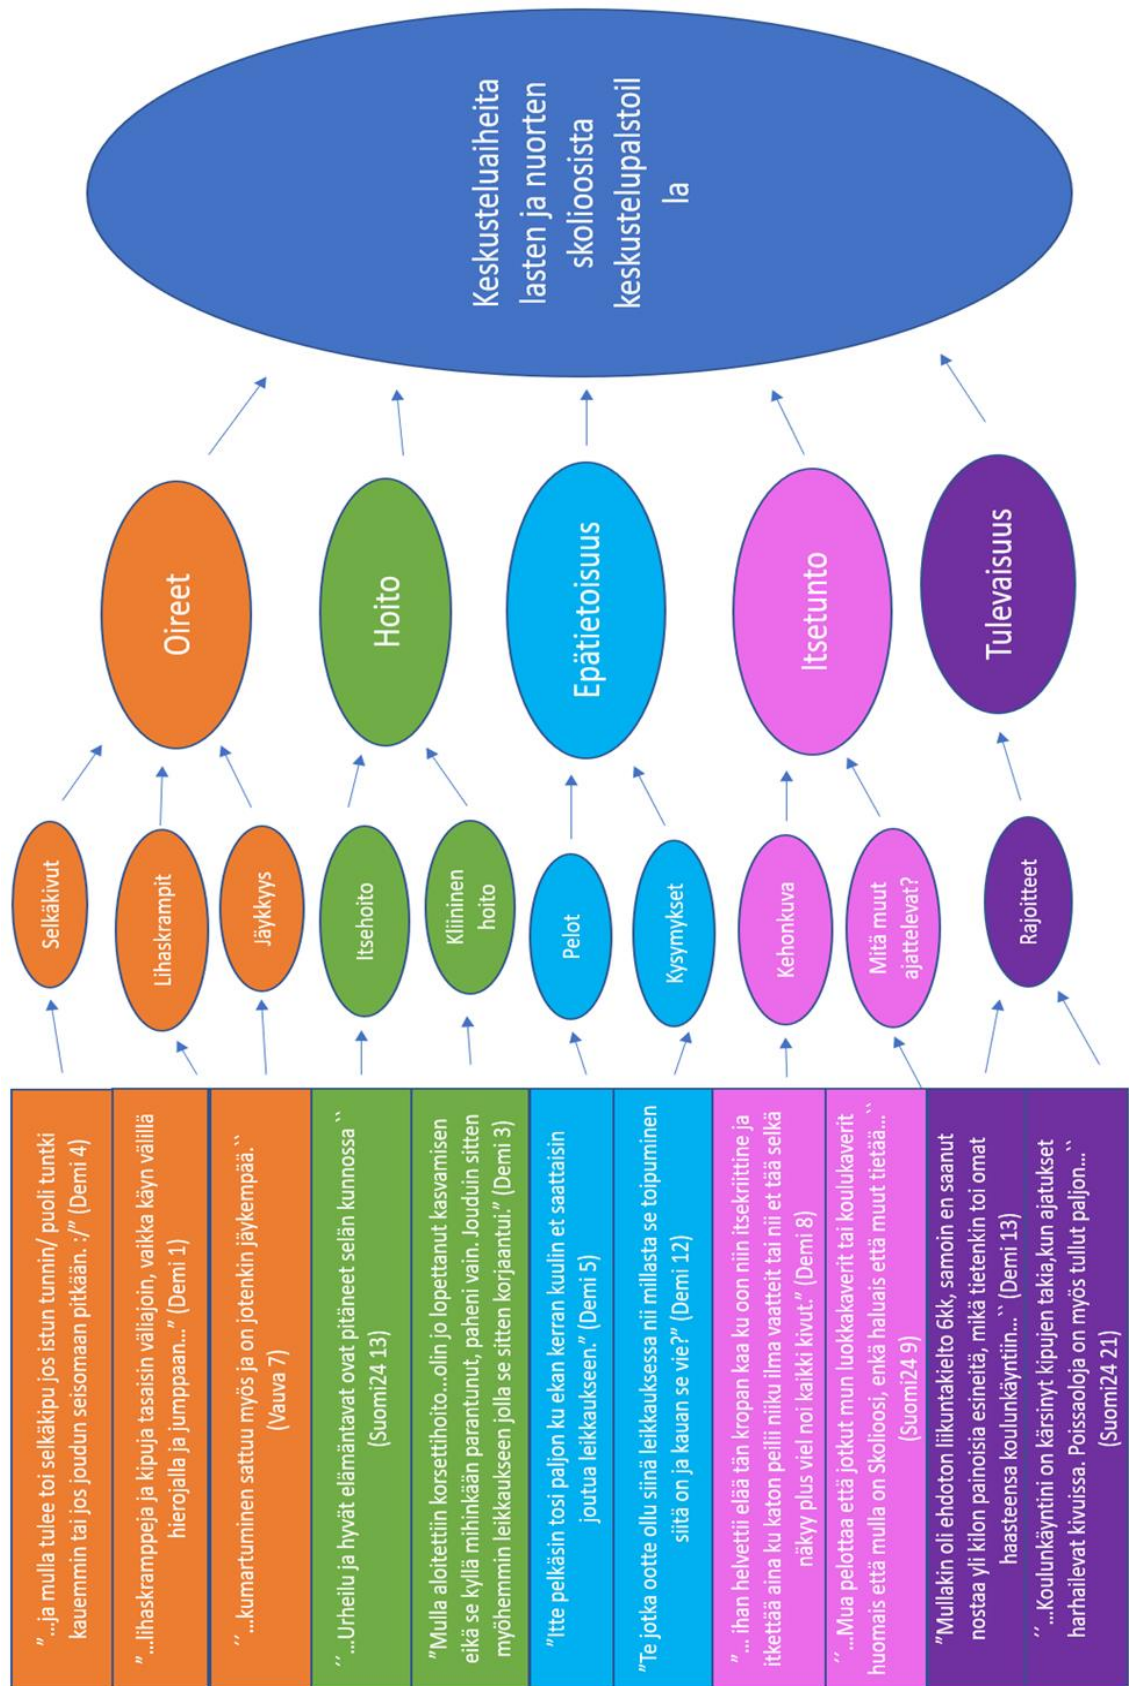 "…ja mulla tulee toi selkäkipu jos istun tunnin/ puoli tuntki
kauemmin tai jos joudun seisomaan pitkään. :/" (Demi 4)
"…lihaskramppeja ja kipuja tasaisin väliajoin, vaikka käyn välillä
hierojalla ja jumppaan…" (Demi 1)
´´…kumartuminen sattuu myös ja on jotenkin jäykempää.``
(Vauva 7)
´´…Urheilu ja hyvät elämäntavat ovat pitäneet selän kunnossa``
(Suomi24 13)
"Mulla aloitettiin korsettihoito…olin jo lopettanut kasvamisen
eikä se kyllä mihinkään parantunut, paheni vain. Jouduin sitten
myöhemmin leikkaukseen jolla se sitten korjantui." (Demi 3)
"Itte pelkäsin tosi paljon ku ekan kerran kuulin et saattaisin
joutua leikkaukseen." (Demi 5)
"Te jotka ootte ollu siinä leikkauksessa nii millasta se toipuminen
siitä on ja kauan se vie?" (Demi 12)
"… ihan helvettii elää tän kropan kaa ku oon niin itsekriittine ja
itkettää aina ku katon peilii niiku ilma vaatteit tai nii et tää selkä
näkyy plus viel noi kaikki kivut." (Demi 8)
´´…Mua pelottaa että jotkut mun luokkakaverit tai koulukaverit
huomais että mulla on Skolioosi, enkä haluais että muut tietää…``
(Suomi24 9)
"Mullakin oli ehdoton liikuntakielto 6kk, samoin en saanut
nostaa yli kilon painoisia esineitä, mikä tietenkin toi omat
haasteensa koulunkäyntiin…`` (Demi 13)
´´…Koulunkäyntini on kärsinyt kipujen takia,kun ajatukset
harhailevat kivuissa. Poissaoloja on myös tullut paljon…``
(Suomi24 21)
Selkäkivut
Lihaskrampit
Jäykkyys
Itsehoito
Kliininen
hoito
Pelot
Kysymykset
Kehonkuva
Mitä muut
ajattelevat?
Rajoitteet
Oireet
Hoito
Epätietoisuus
Itsetunto
Tulevaisuus
Keskusteluaiheita
lasten ja nuorten
skolioosista
keskustelupalstoil
la